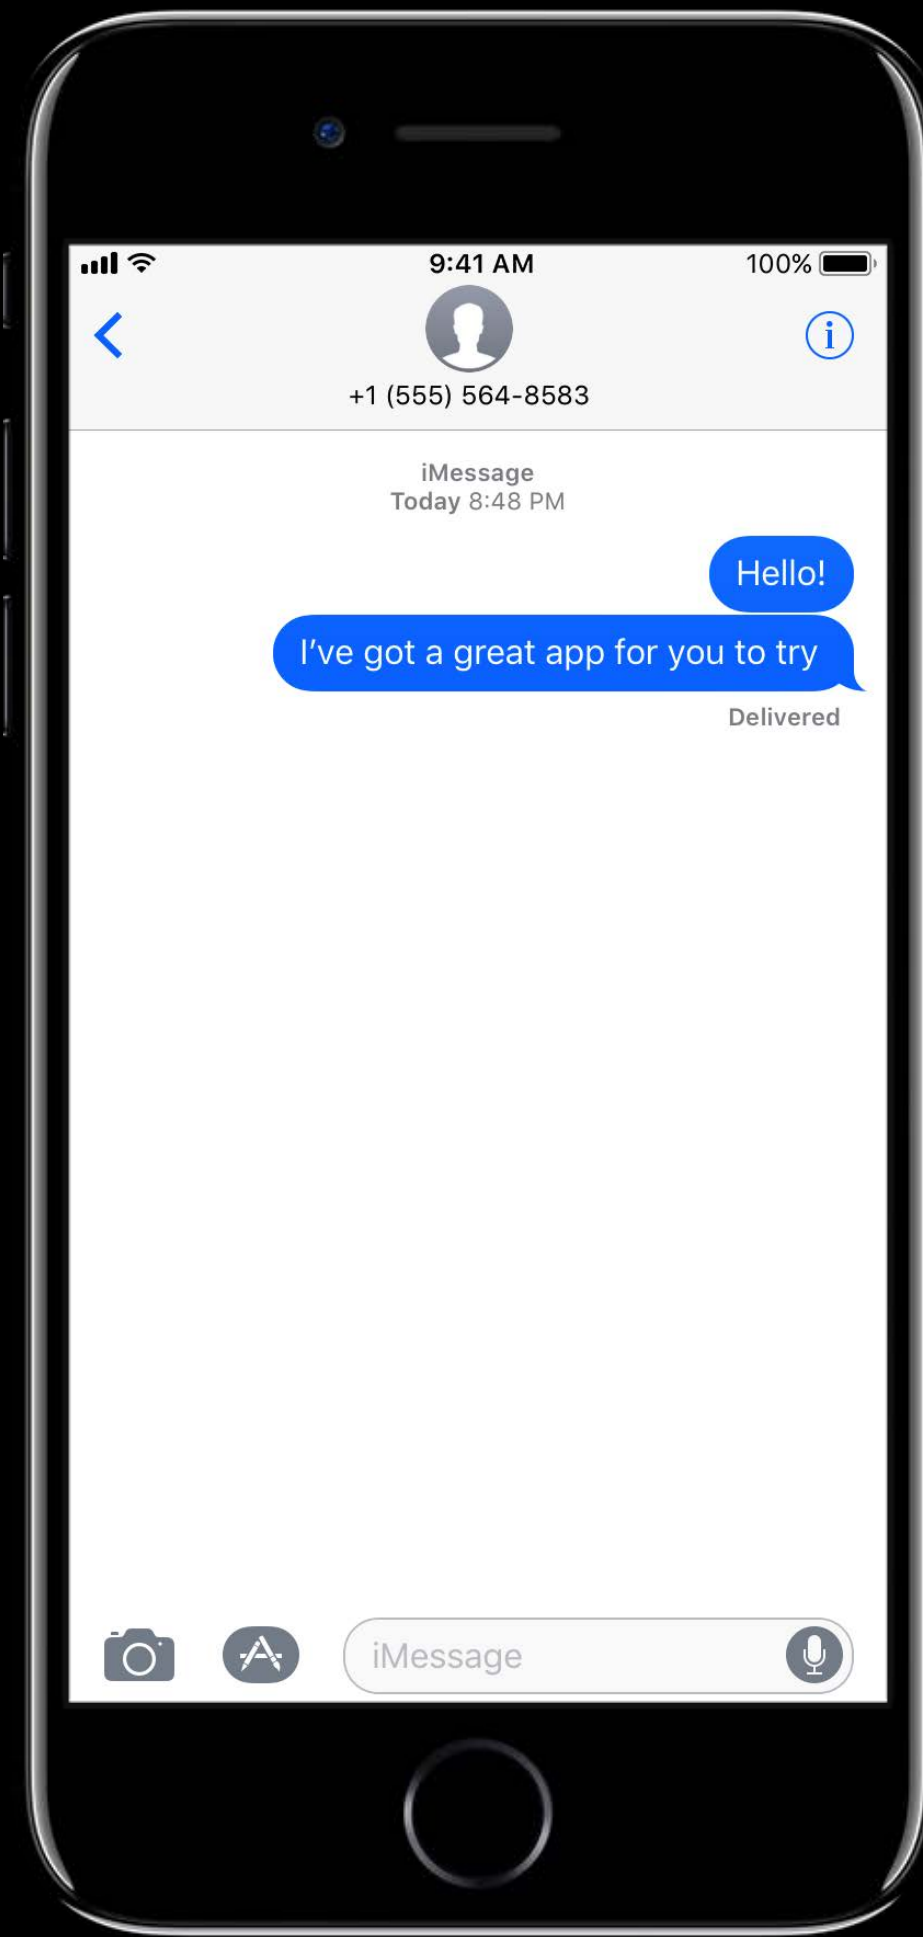 9:41 AM 100%
+1 (555) 564-8583
iMessage
Today 8:48 PM
Hello!
I’ve got a great app for you to try
Delivered
iMessage